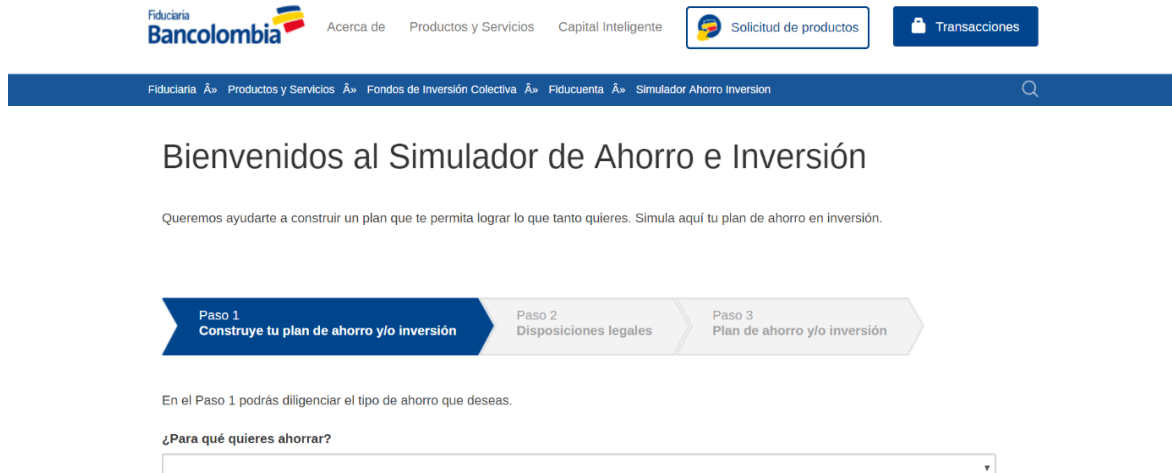 Fiduciaria
Bancolombia
Acerca de Productos y Servicios Capital Inteligente Solicitud de productos Transacciones
Fiduciaria Â» Productos y Servicios Â» Fondos de Inversión Colectiva Â» Fiducuenta Â» Simulador Ahorro Inversion
Bienvenidos al Simulador de Ahorro e Inversión
Queremos ayudarte a construir un plan que te permita lograr lo que tanto quieres. Simula aquí tu plan de ahorro en inversión.
Paso 1
Construye tu plan de ahorro y/o inversión
Paso 2
Disposiciones legales
Paso 3
Plan de ahorro y/o inversión
En el Paso 1 podrás diligenciar el tipo de ahorro que deseas.
¿Para qué quieres ahorrar?